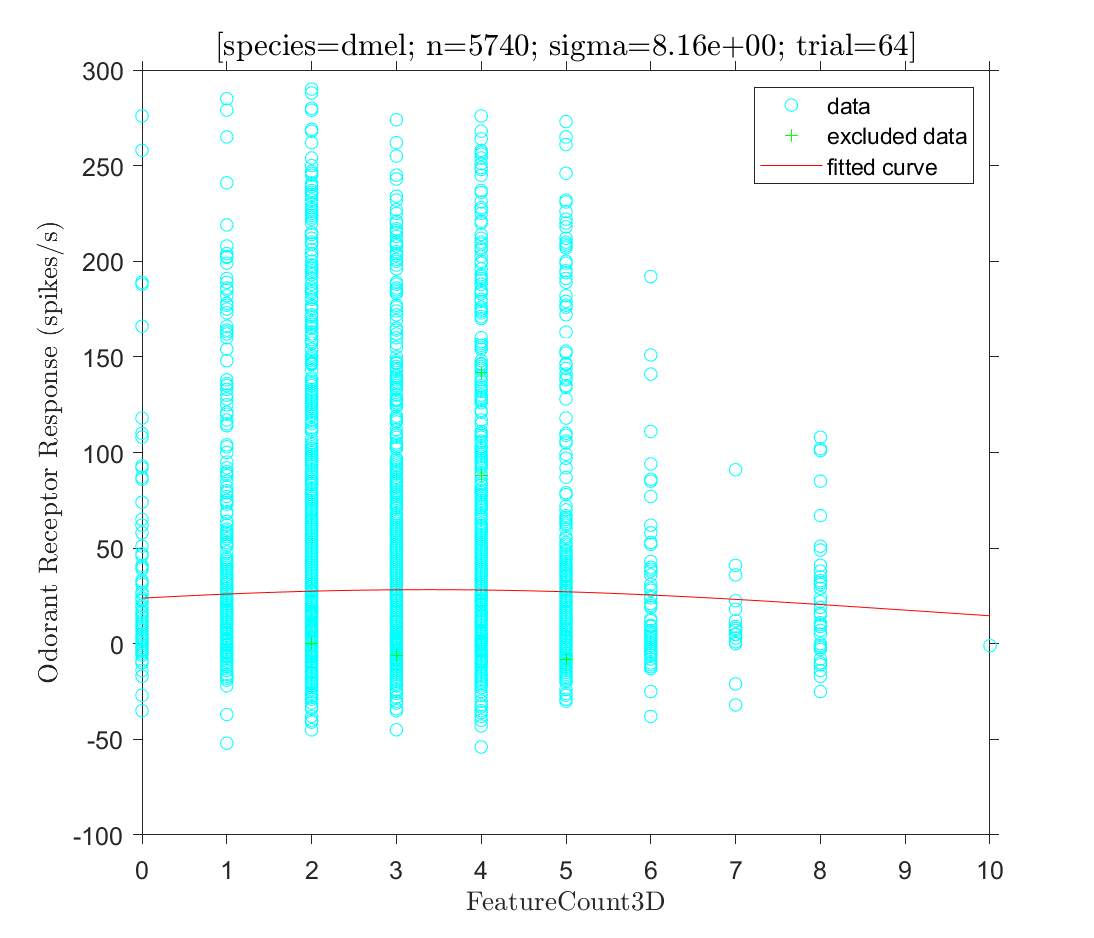 [species=dmel; n=5740; sigma=8.16e+00; trial=64]
300
250
200
150
100
50
0
-50
-100
Odorant Receptor Response (spikes/s)
data
excluded data
fitted curve
0 1 2 3 4 5 6 7 8 9 10
FeatureCount3D